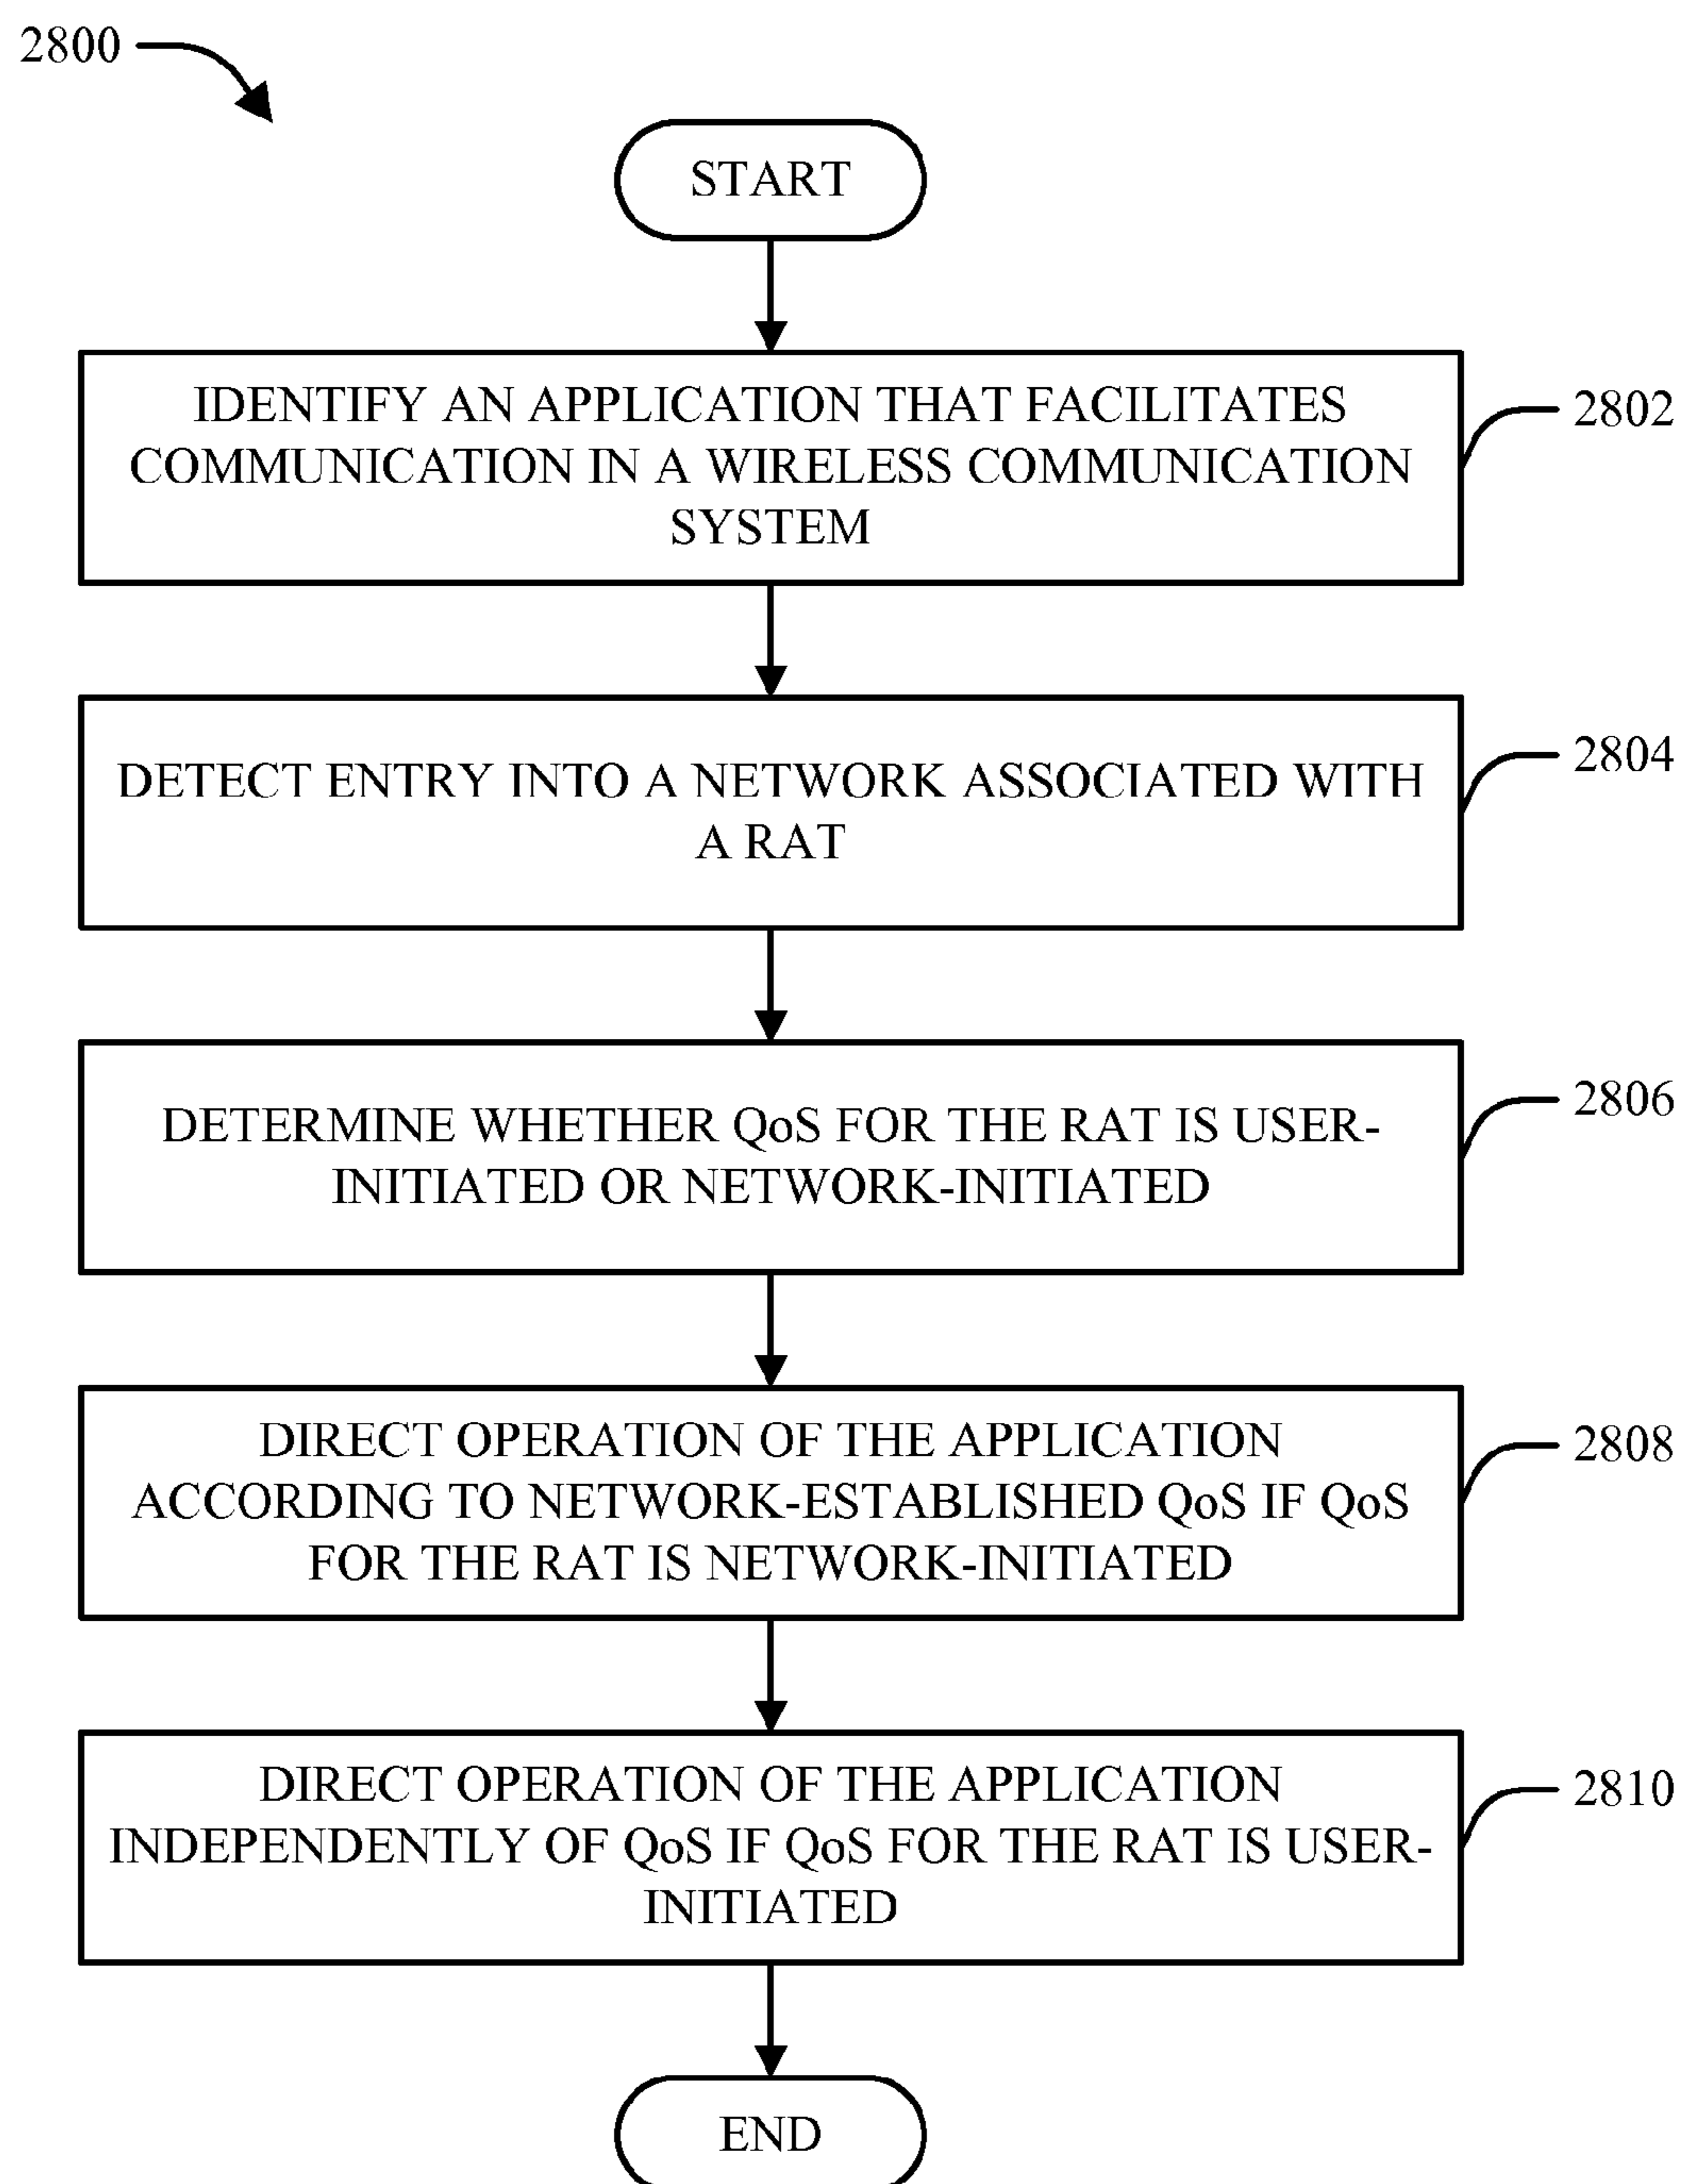 2800
START
IDENTIFY AN APPLICATION THAT FACILITATES
COMMUNICATION IN A WIRELESS COMMUNICATION
SYSTEM
2802
DETECT ENTRY INTO A NETWORK ASSOCIATED WITH
A RAT
2804
DETERMINE WHETHER QoS FOR THE RAT IS USER-
INITIATED OR NETWORK-INITIATED
2806
DIRECT OPERATION OF THE APPLICATION
ACCORDING TO NETWORK-ESTABLISHED QoS IF QoS
FOR THE RAT IS NETWORK-INITIATED
2808
DIRECT OPERATION OF THE APPLICATION
INDEPENDENTLY OF QoS IF QoS FOR THE RAT IS USER-
INITIATED
2810
END